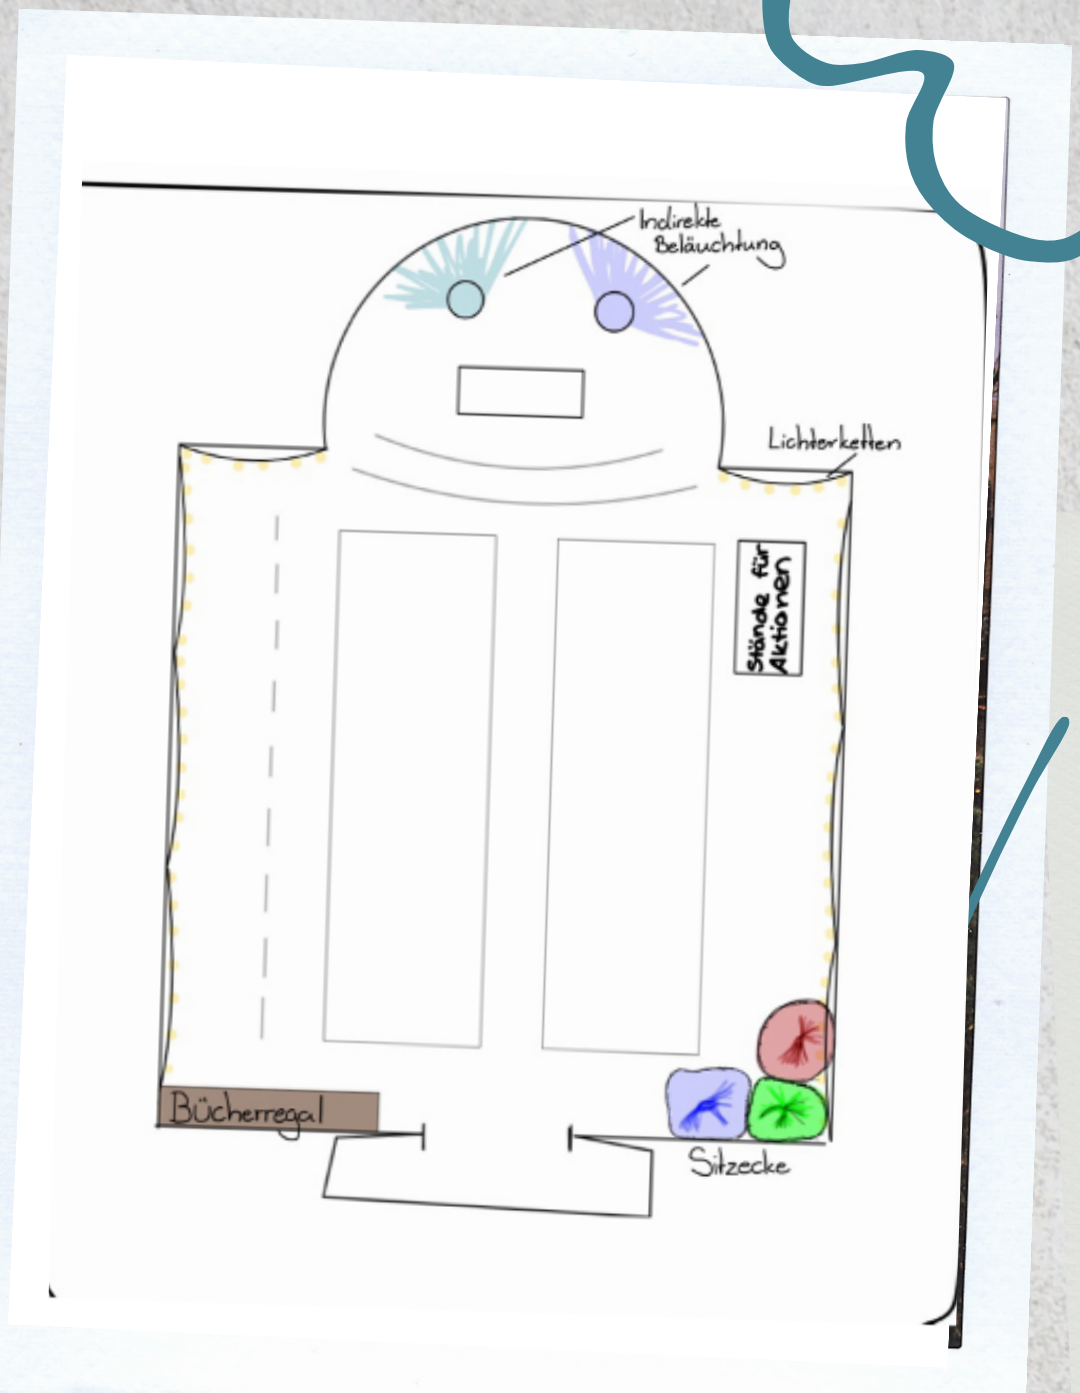 Indirekte
Beläuchtung
Lichterketten
Stände für
Aktionen
Bücherregal
Sitzecke